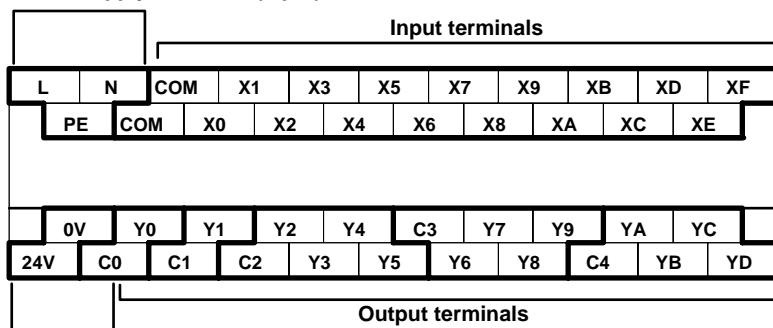 Input terminals
L N COM X1 X3 X5 X7 X9 XB XD XF
PE COM X0 X2 X4 X6 X8 XA XC XE
0V Y0 Y1 Y2 Y4 C3 Y7 Y9 YA YC
24V C0 C1 C2 Y3 Y5 Y6 Y8 C4 YB YD
Output terminals